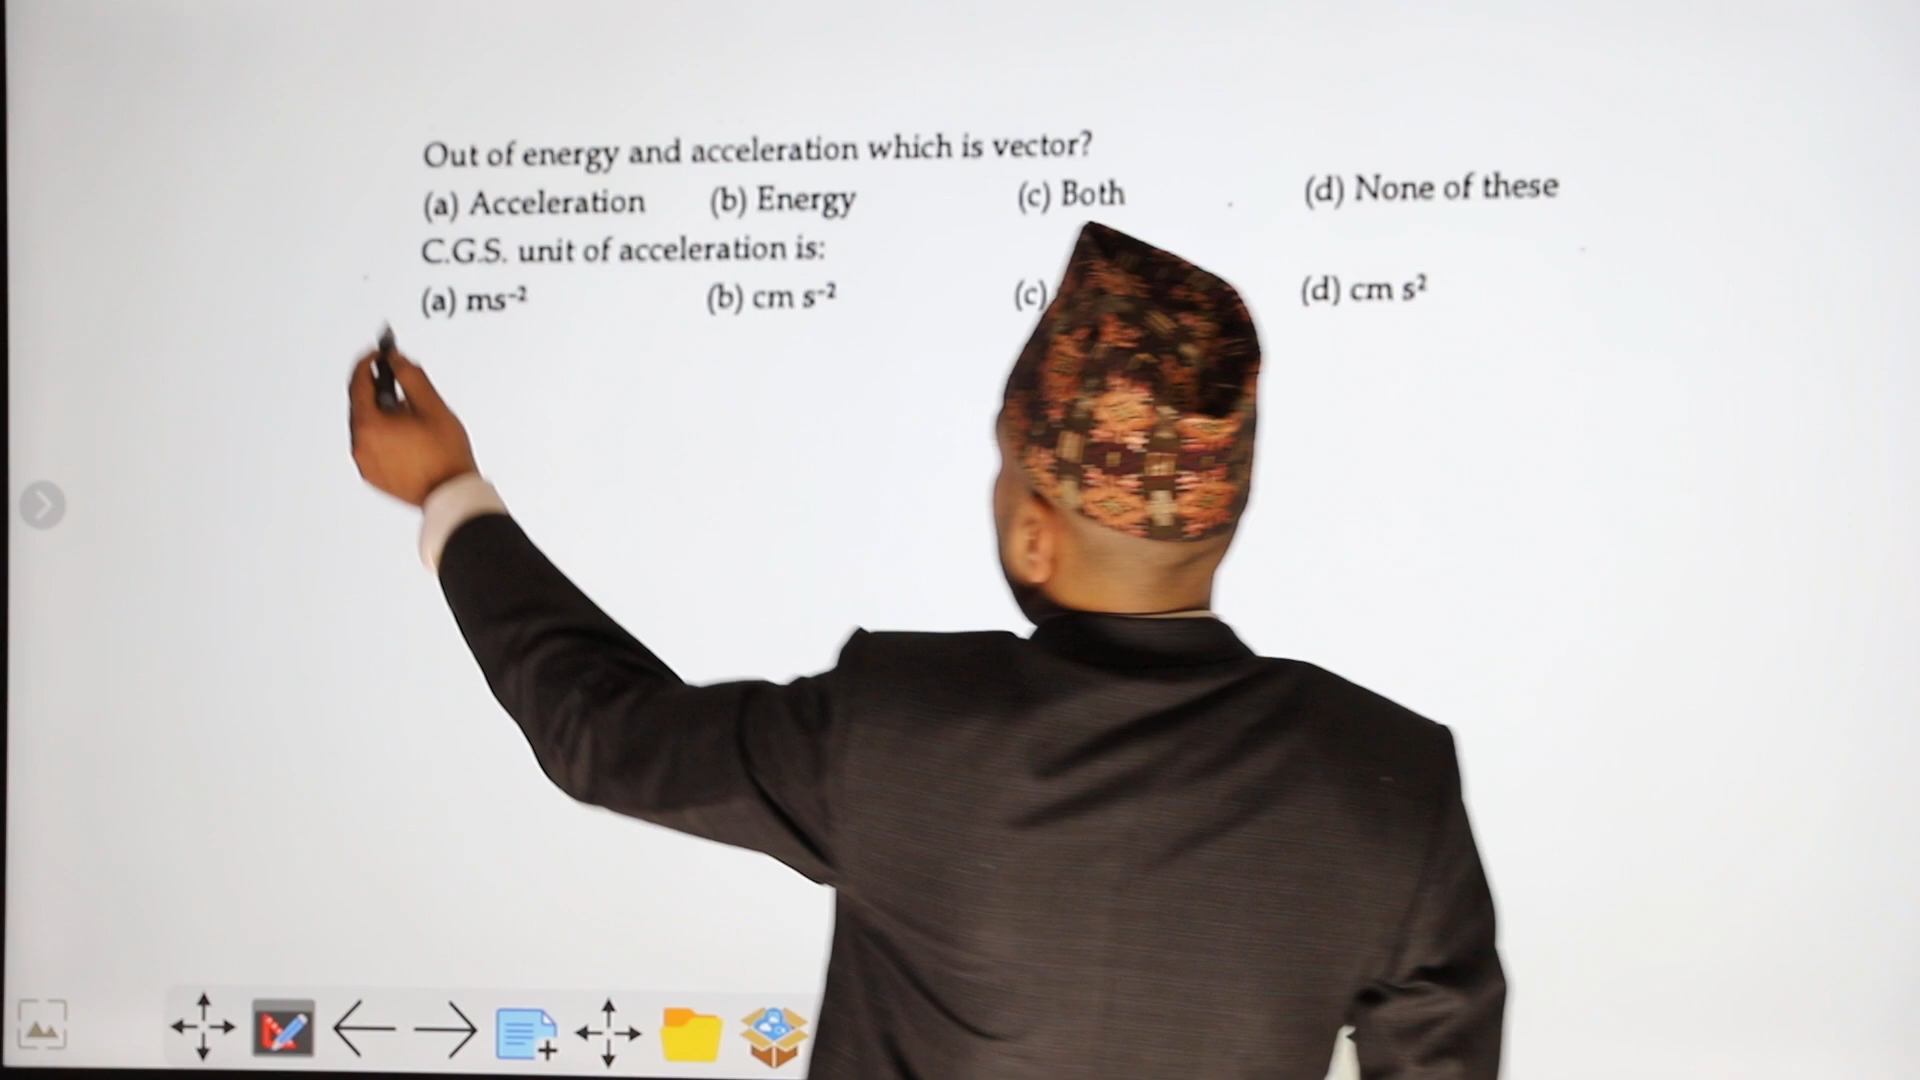 Out of energy and acceleration which is vector?
(a) Acceleration (b) Energy (c) Both (d) None of these
C.G.S. unit of acceleration is:
(a) ms⁻² (b) cm s⁻² (c) (d) cm s²